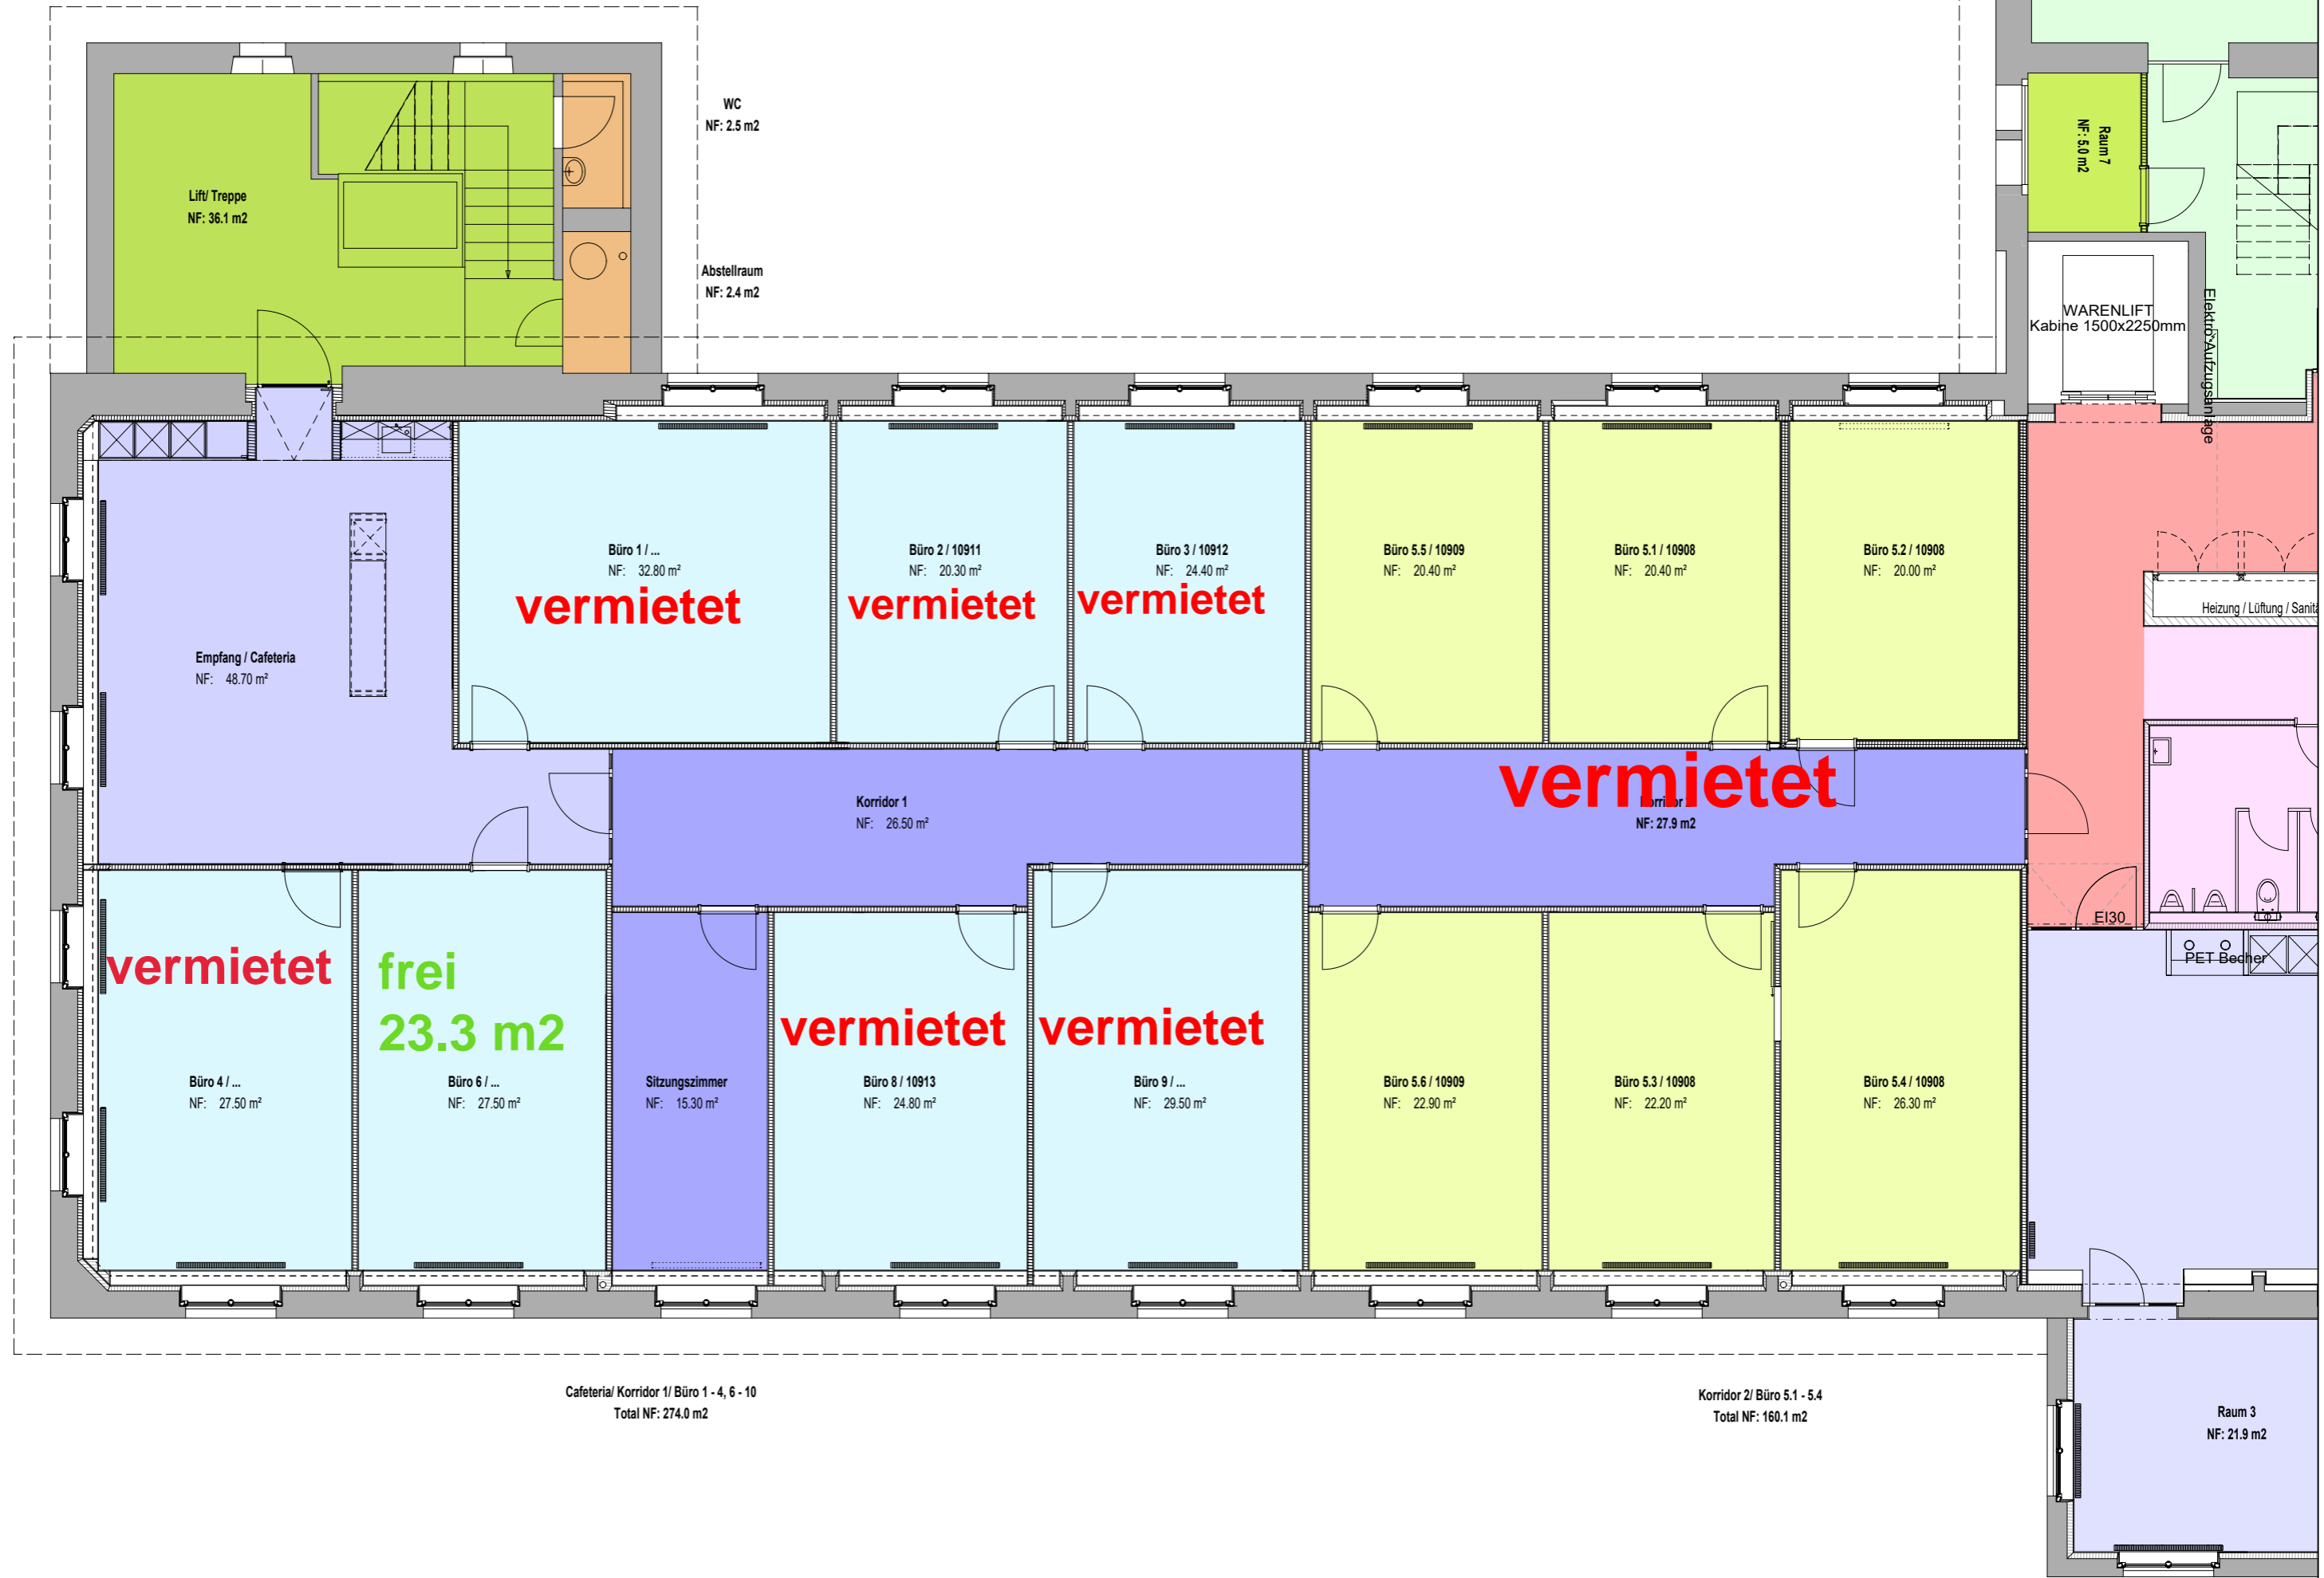 WC
NF: 2.5 m2
Lift/ Treppe
NF: 36.1 m2
Abstellraum
NF: 2.4 m2
Raum 7
NF: 5.0 m2
WARENLIFT
Kabine 1500x2250mm
Elektro Aufzugsanlage
Büro 1 / ...
NF: 32.80 m²
vermietet
Büro 2 / 10911
NF: 20.30 m²
vermietet
Büro 3 / 10912
NF: 24.40 m²
vermietet
Büro 5.5 / 10909
NF: 20.40 m²
Büro 5.1 / 10908
NF: 20.40 m²
Büro 5.2 / 10908
NF: 20.00 m²
Heizung / Lüftung / Sanitä
Empfang / Cafeteria
NF: 48.70 m²
Korridor 1
NF: 26.50 m²
vermietet
Korridor
NF: 27.9 m2
EI30
PET Becher
vermietet
Büro 4 / ...
NF: 27.50 m²
frei
23.3 m2
Büro 6 / ...
NF: 27.50 m²
Sitzungszimmer
NF: 15.30 m²
vermietet
Büro 8 / 10913
NF: 24.80 m²
vermietet
Büro 9 / ...
NF: 29.50 m²
Büro 5.6 / 10909
NF: 22.90 m²
Büro 5.3 / 10908
NF: 22.20 m²
Büro 5.4 / 10908
NF: 26.30 m²
Cafeteria/ Korridor 1/ Büro 1 - 4, 6 - 10
Total NF: 274.0 m2
Korridor 2/ Büro 5.1 - 5.4
Total NF: 160.1 m2
Raum 3
NF: 21.9 m2